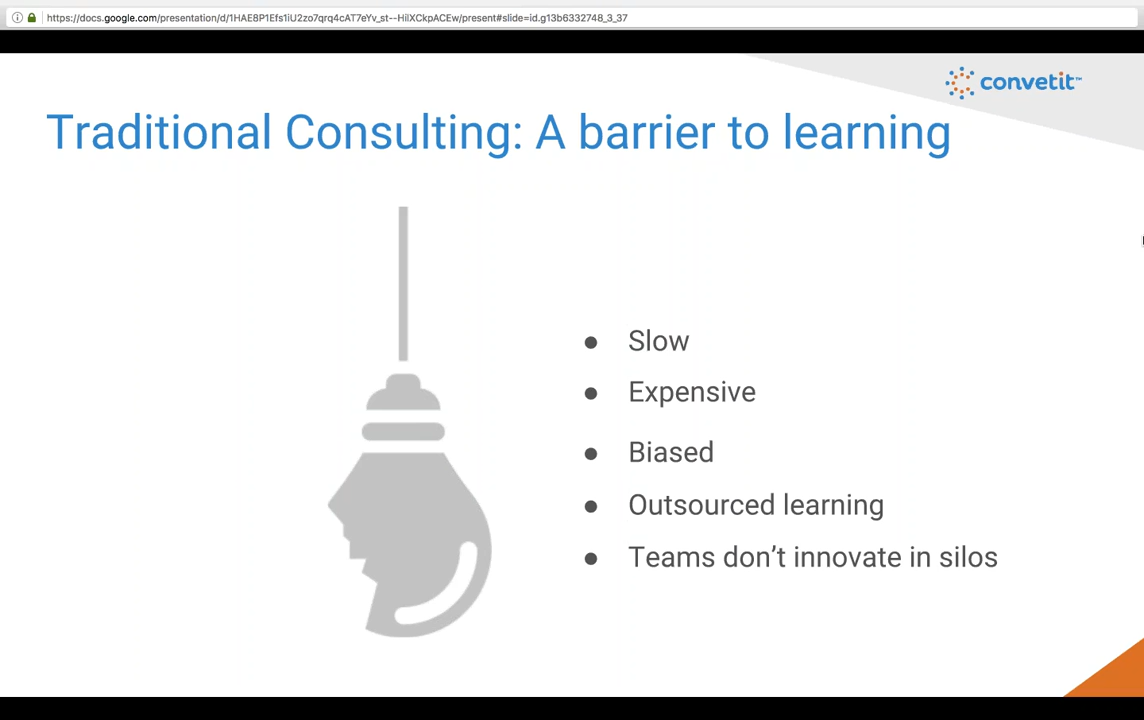 https://docs.google.com/presentation/d/1HAE8P1Efs1iU2zo7qrq4cAT7eYv_st--HilXCkpACEw/present#slide=id.g13b6332748_3_37
convetit™
Traditional Consulting: A barrier to learning
● Slow
● Expensive
● Biased
● Outsourced learning
● Teams don’t innovate in silos